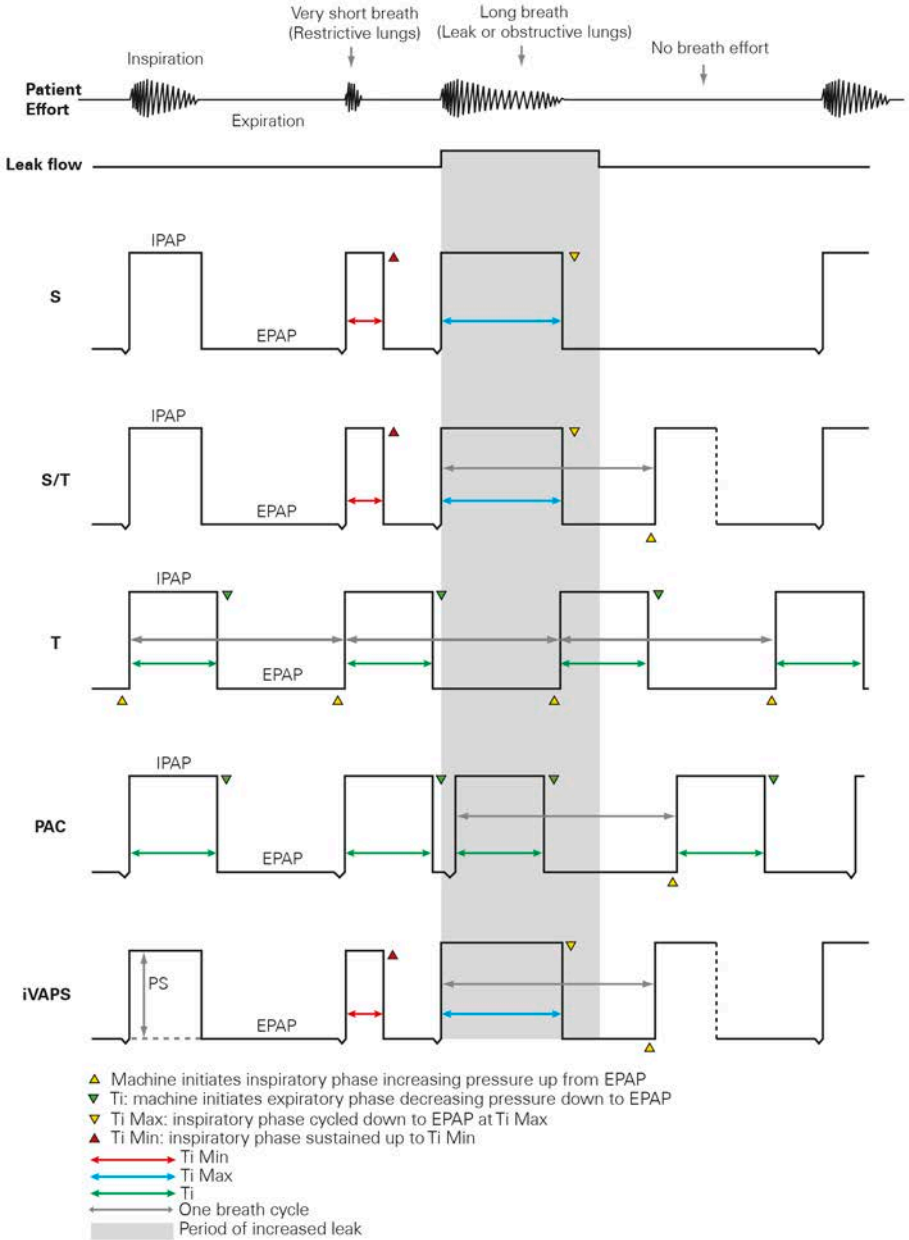 Very short breath
(Restrictive lungs)
Long breath
(Leak or obstructive lungs)
No breath effort
Inspiration
Patient
Effort
Expiration
Leak flow
IPAP
S
EPAP
IPAP
S/T
EPAP
IPAP
T
EPAP
IPAP
PAC
EPAP
iVAPS
PS
EPAP
Machine initiates inspiratory phase increasing pressure up from EPAP
Ti: machine initiates expiratory phase decreasing pressure down to EPAP
Ti Max: inspiratory phase cycled down to EPAP at Ti Max
Ti Min: inspiratory phase sustained up to Ti Min
Ti Min
Ti Max
Ti
One breath cycle
Period of increased leak